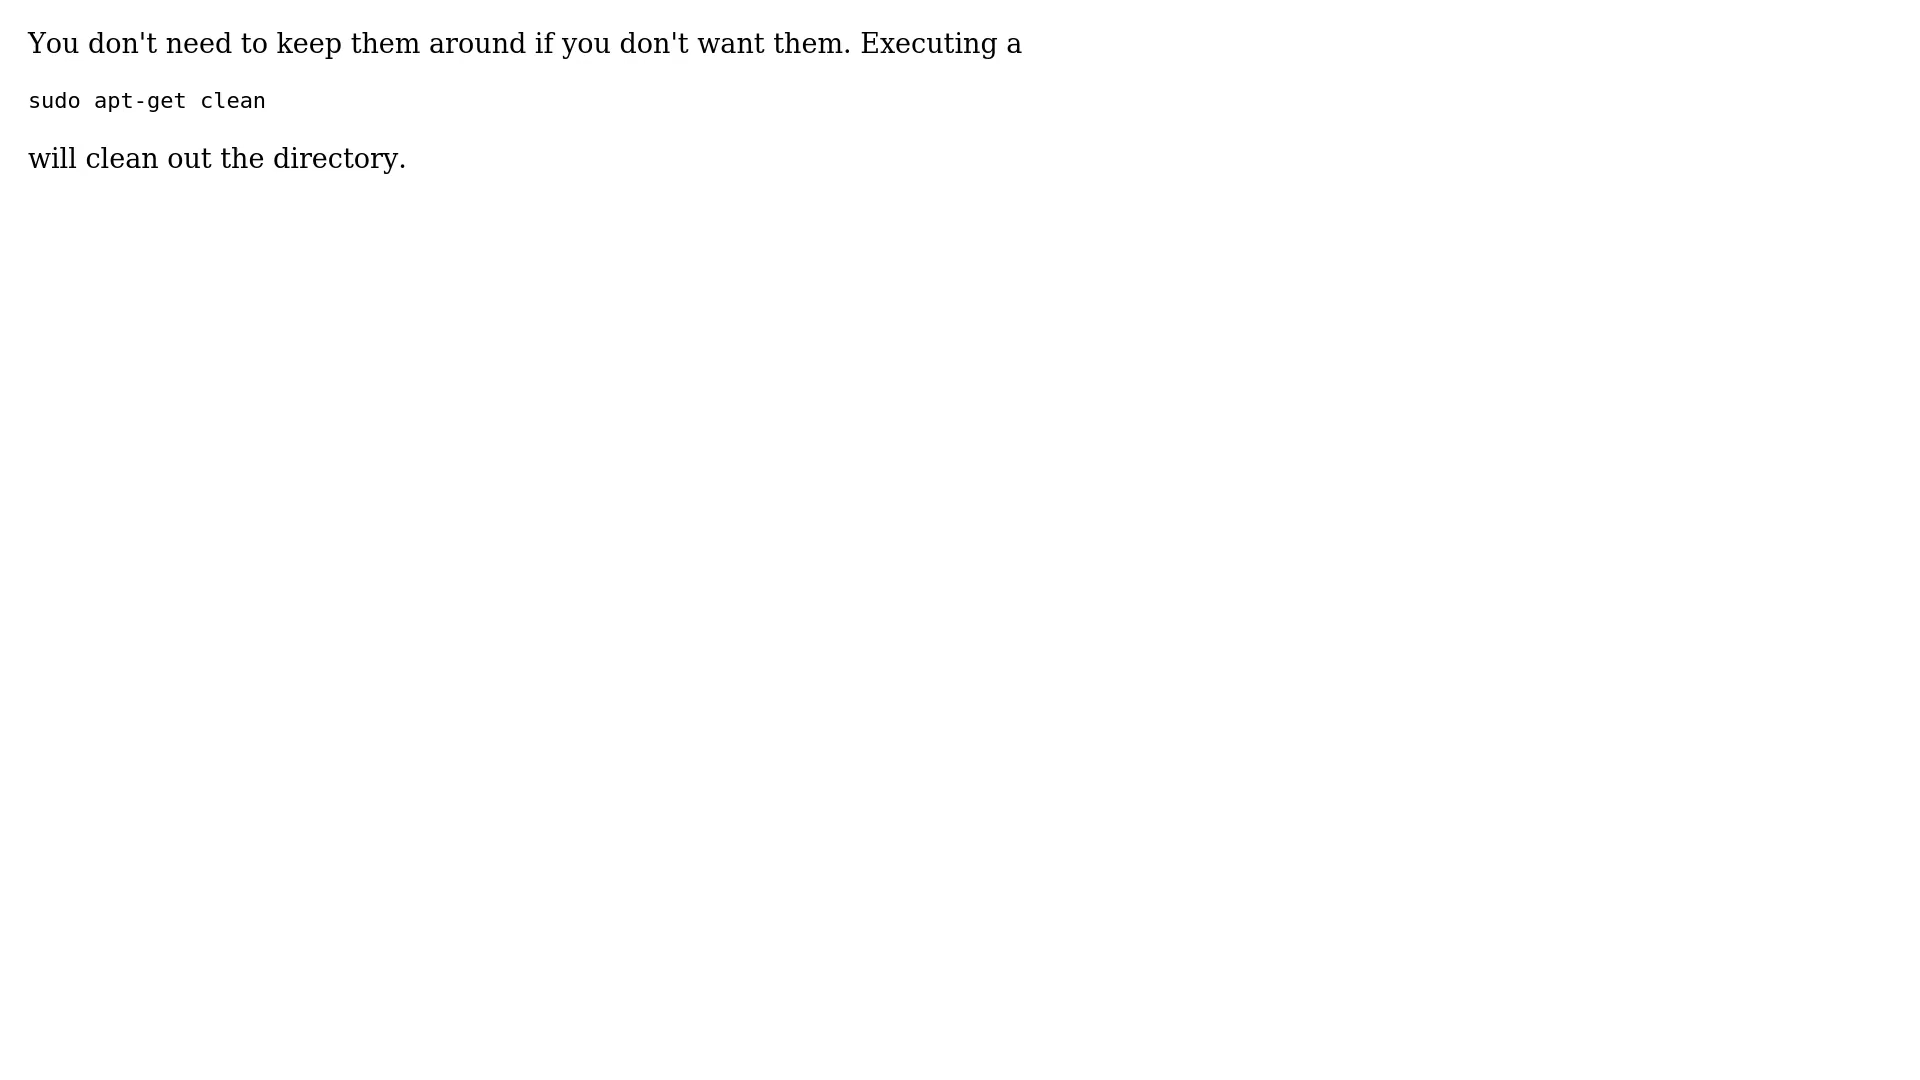 You don't need to keep them around if you don't want them. Executing a
sudo apt-get clean
will clean out the directory.